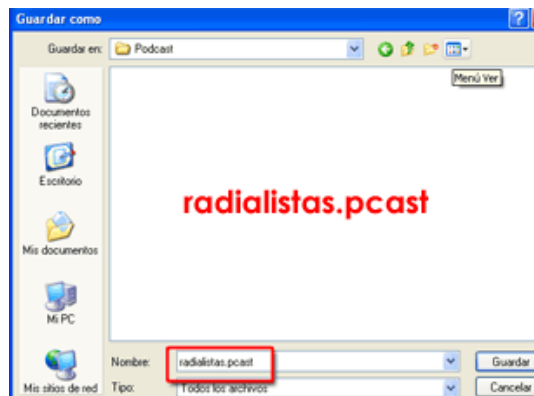 Guardar como
Guardar en:
Podcast
Menú Ver
Documentos
recientes
Escritorio
radialistas.pcast
Mis documentos
Mi PC
Nombre:
radialistas.pcast
Guardar
Mis sitios de red
Tipo:
Todos los archivos
Cancelar